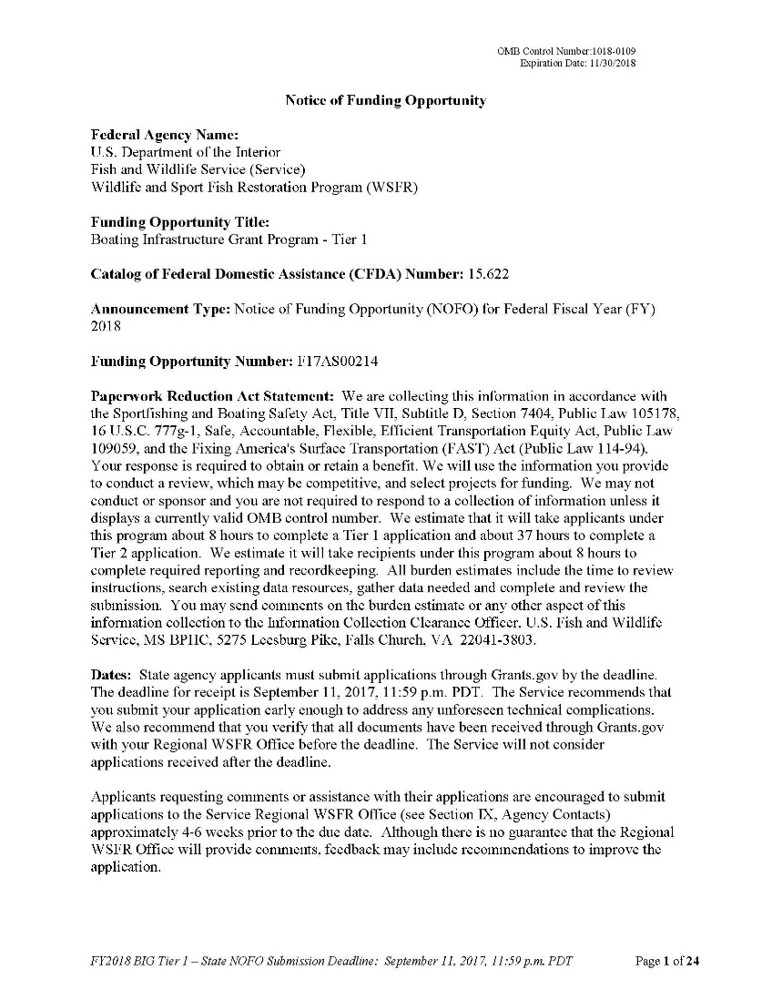 OMB Control Number:1018-0109
Expiration Date: 11/30/2018
Notice of Funding Opportunity
Federal Agency Name:
U.S. Department of the Interior
Fish and Wildlife Service (Service)
Wildlife and Sport Fish Restoration Program (WSFR)
Funding Opportunity Title:
Boating Infrastructure Grant Program - Tier 1
Catalog of Federal Domestic Assistance (CFDA) Number: 15.622
Announcement Type: Notice of Funding Opportunity (NOFO) for Federal Fiscal Year (FY)
2018
Funding Opportunity Number: F17AS00214
Paperwork Reduction Act Statement: We are collecting this information in accordance with
the Sportfishing and Boating Safety Act, Title VII, Subtitle D, Section 7404, Public Law 105178,
16 U.S.C. 777g-1, Safe, Accountable, Flexible, Efficient Transportation Equity Act, Public Law
109059, and the Fixing America's Surface Transportation (FAST) Act (Public Law 114-94).
Your response is required to obtain or retain a benefit. We will use the information you provide
to conduct a review, which may be competitive, and select projects for funding. We may not
conduct or sponsor and you are not required to respond to a collection of information unless it
displays a currently valid OMB control number. We estimate that it will take applicants under
this program about 8 hours to complete a Tier 1 application and about 37 hours to complete a
Tier 2 application. We estimate it will take recipients under this program about 8 hours to
complete required reporting and recordkeeping. All burden estimates include the time to review
instructions, search existing data resources, gather data needed and complete and review the
submission. You may send comments on the burden estimate or any other aspect of this
information collection to the Information Collection Clearance Officer, U.S. Fish and Wildlife
Service, MS BPHC, 5275 Leesburg Pike, Falls Church, VA 22041-3803.
Dates: State agency applicants must submit applications through Grants.gov by the deadline.
The deadline for receipt is September 11, 2017, 11:59 p.m. PDT. The Service recommends that
you submit your application early enough to address any unforeseen technical complications.
We also recommend that you verify that all documents have been received through Grants.gov
with your Regional WSFR Office before the deadline. The Service will not consider
applications received after the deadline.
Applicants requesting comments or assistance with their applications are encouraged to submit
applications to the Service Regional WSFR Office (see Section IX, Agency Contacts)
approximately 4-6 weeks prior to the due date. Although there is no guarantee that the Regional
WSFR Office will provide comments, feedback may include recommendations to improve the
application.
FY2018 BIG Tier 1 – State NOFO Submission Deadline: September 11, 2017, 11:59 p.m. PDT Page 1 of 24